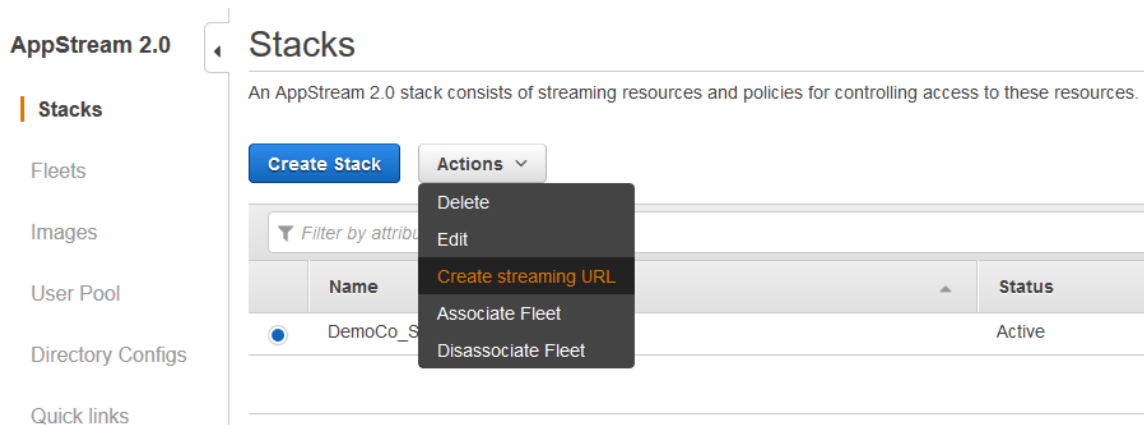 AppStream 2.0
Stacks
Fleets
Images
User Pool
Directory Configs
Quick links
Stacks
An AppStream 2.0 stack consists of streaming resources and policies for controlling access to these resources.
Create Stack
Actions
Delete
Edit
Create streaming URL
Associate Fleet
Disassociate Fleet
Filter by
Name
Status
DemoCo_S
Active